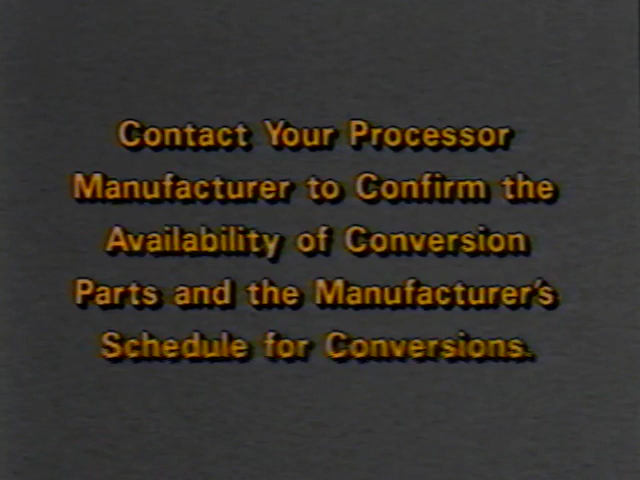 Contact Your Processor
Manufacturer to Confirm the
Availability of Conversion
Parts and the Manufacturer's
Schedule for Conversions.